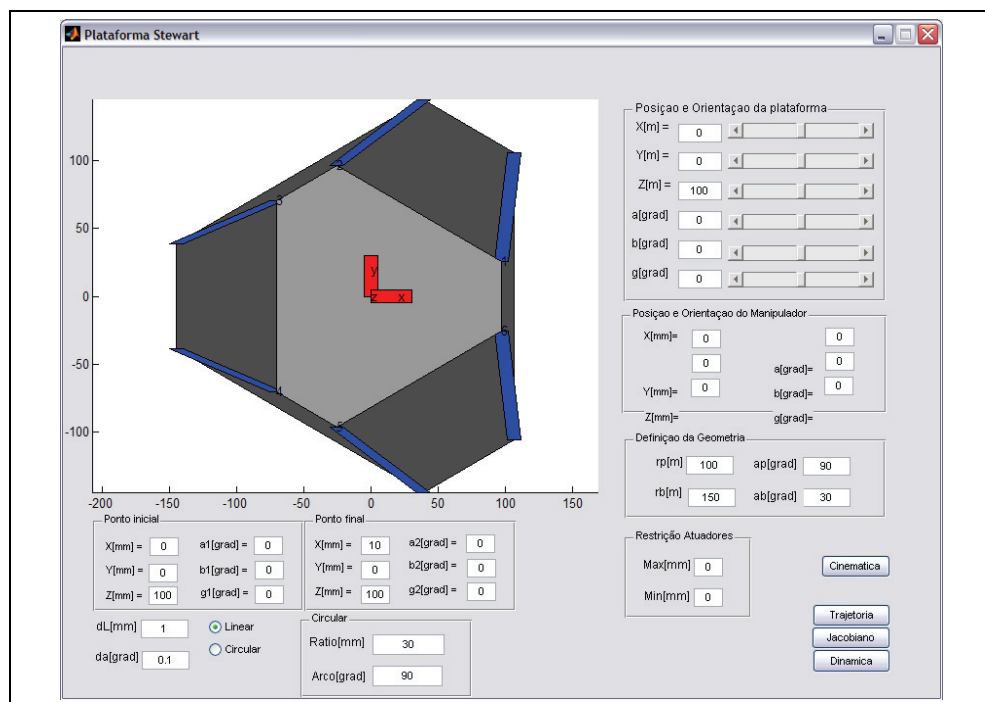 Plataforma Stewart
100
50
0
-50
-100
-200 -150 -100 -50 0 50 100 150
2
3
y
z x
1
6
4
5
Posiçao e Orientaçao da plataforma
X[m] = 0
Y[m] = 0
Z[m] = 100
a[grad] 0
b[grad] 0
g[grad] 0
Posiçao e Orientaçao do Manipulador
X[mm]= 0 0
0 a[grad]= 0
Y[mm]= 0 b[grad]= 0
Z[mm]= g[grad]=
Definiçao da Geometria
rp[m] 100 ap[grad] 90
rb[m] 150 ab[grad] 30
Restrição Atuadores
Max[mm] 0
Min[mm] 0
Cinematica
Trajetoria
Jacobiano
Dinamica
Ponto inicial
X[mm] = 0 a1[grad] = 0
Y[mm] = 0 b1[grad] = 0
Z[mm] = 100 g1[grad] = 0
Ponto final
X[mm] = 10 a2[grad] = 0
Y[mm] = 0 b2[grad] = 0
Z[mm] = 100 g2[grad] = 0
dL[mm] 1
da[grad] 0.1
Linear
Circular
Circular
Ratio[mm] 30
Arco[grad] 90